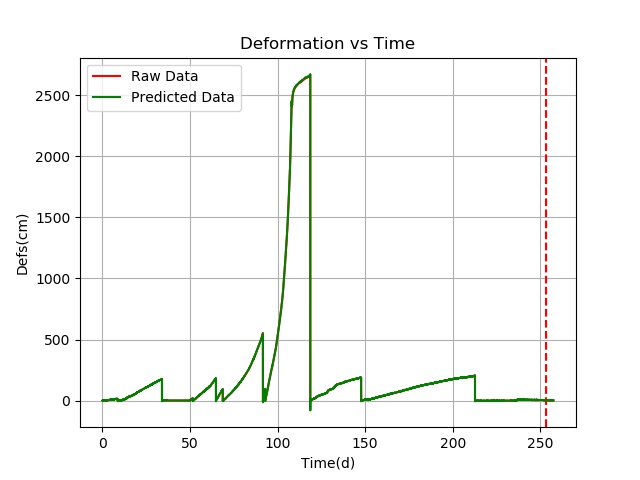 Deformation vs Time
Raw Data
Predicted Data
Defs(cm)
2500
2000
1500
1000
500
0
0 50 100 150 200 250
Time(d)